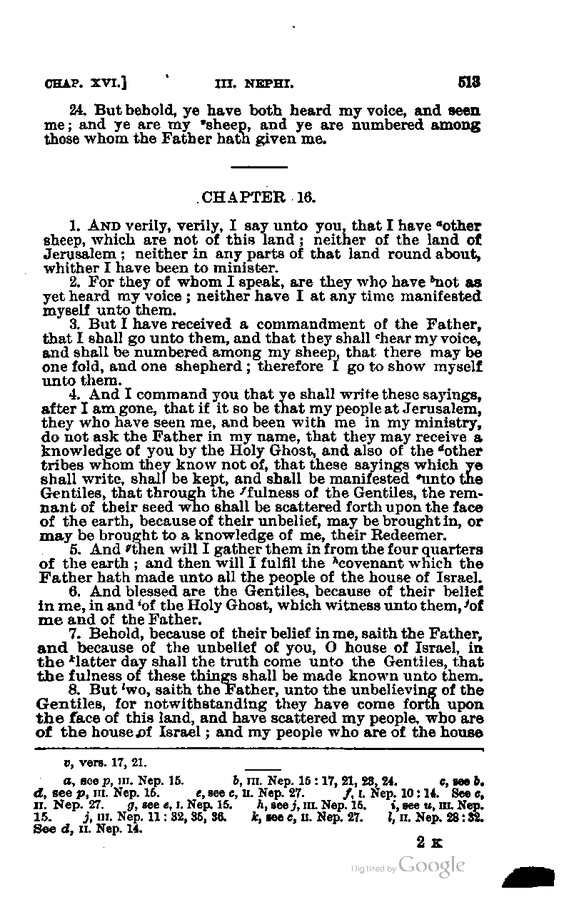 CHAP. XVI.] III. NEPHI. 513
24. But behold, ye have both heard my voice, and seen
me; and ye are my ᵛsheep, and ye are numbered among
those whom the Father hath given me.
CHAPTER 16.
1. AND verily, verily, I say unto you, that I have ᵃother
sheep, which are not of this land; neither of the land of
Jerusalem; neither in any parts of that land round about,
whither I have been to minister.
2. For they of whom I speak, are they who have ᵇnot as
yet heard my voice; neither have I at any time manifested
myself unto them.
3. But I have received a commandment of the Father,
that I shall go unto them, and that they shall ᶜhear my voice,
and shall be numbered among my sheep, that there may be
one fold, and one shepherd; therefore I go to show myself
unto them.
4. And I command you that ye shall write these sayings,
after I am gone, that if it so be that my people at Jerusalem,
they who have seen me, and been with me in my ministry,
do not ask the Father in my name, that they may receive a
knowledge of you by the Holy Ghost, and also of the ᵈother
tribes whom they know not of, that these sayings which ye
shall write, shall be kept, and shall be manifested ᵉunto the
Gentiles, that through the ᶠfulness of the Gentiles, the rem-
nant of their seed who shall be scattered forth upon the face
of the earth, because of their unbelief, may be brought in, or
may be brought to a knowledge of me, their Redeemer.
5. And ᵍthen will I gather them in from the four quarters
of the earth; and then will I fulfil the ʰcovenant which the
Father hath made unto all the people of the house of Israel.
6. And blessed are the Gentiles, because of their belief
in me, in and ⁱof the Holy Ghost, which witness unto them, ʲof
me and of the Father.
7. Behold, because of their belief in me, saith the Father,
and because of the unbelief of you, O house of Israel, in
the ᵏlatter day shall the truth come unto the Gentiles, that
the fulness of these things shall be made known unto them.
8. But ˡwo, saith the Father, unto the unbelieving of the
Gentiles, for notwithstanding they have come forth upon
the face of this land, and have scattered my people, who are
of the house of Israel; and my people who are of the house
v, vers. 17, 21.
a, see p, III. Nep. 15. b, III. Nep. 15 : 17, 21, 23, 24. c, see b.
d, see p, III. Nep. 15. e, see c, II. Nep. 27. f, I. Nep. 10 : 14. See c,
II. Nep. 27. g, see e, I. Nep. 15. h, see j, III. Nep. 15. i, see u, III. Nep.
15. j, III. Nep. 11 : 32, 35, 36. k, see c, II. Nep. 27. l, II. Nep. 28 : 32.
See d, II. Nep. 14.
2 K
Digitized by Google